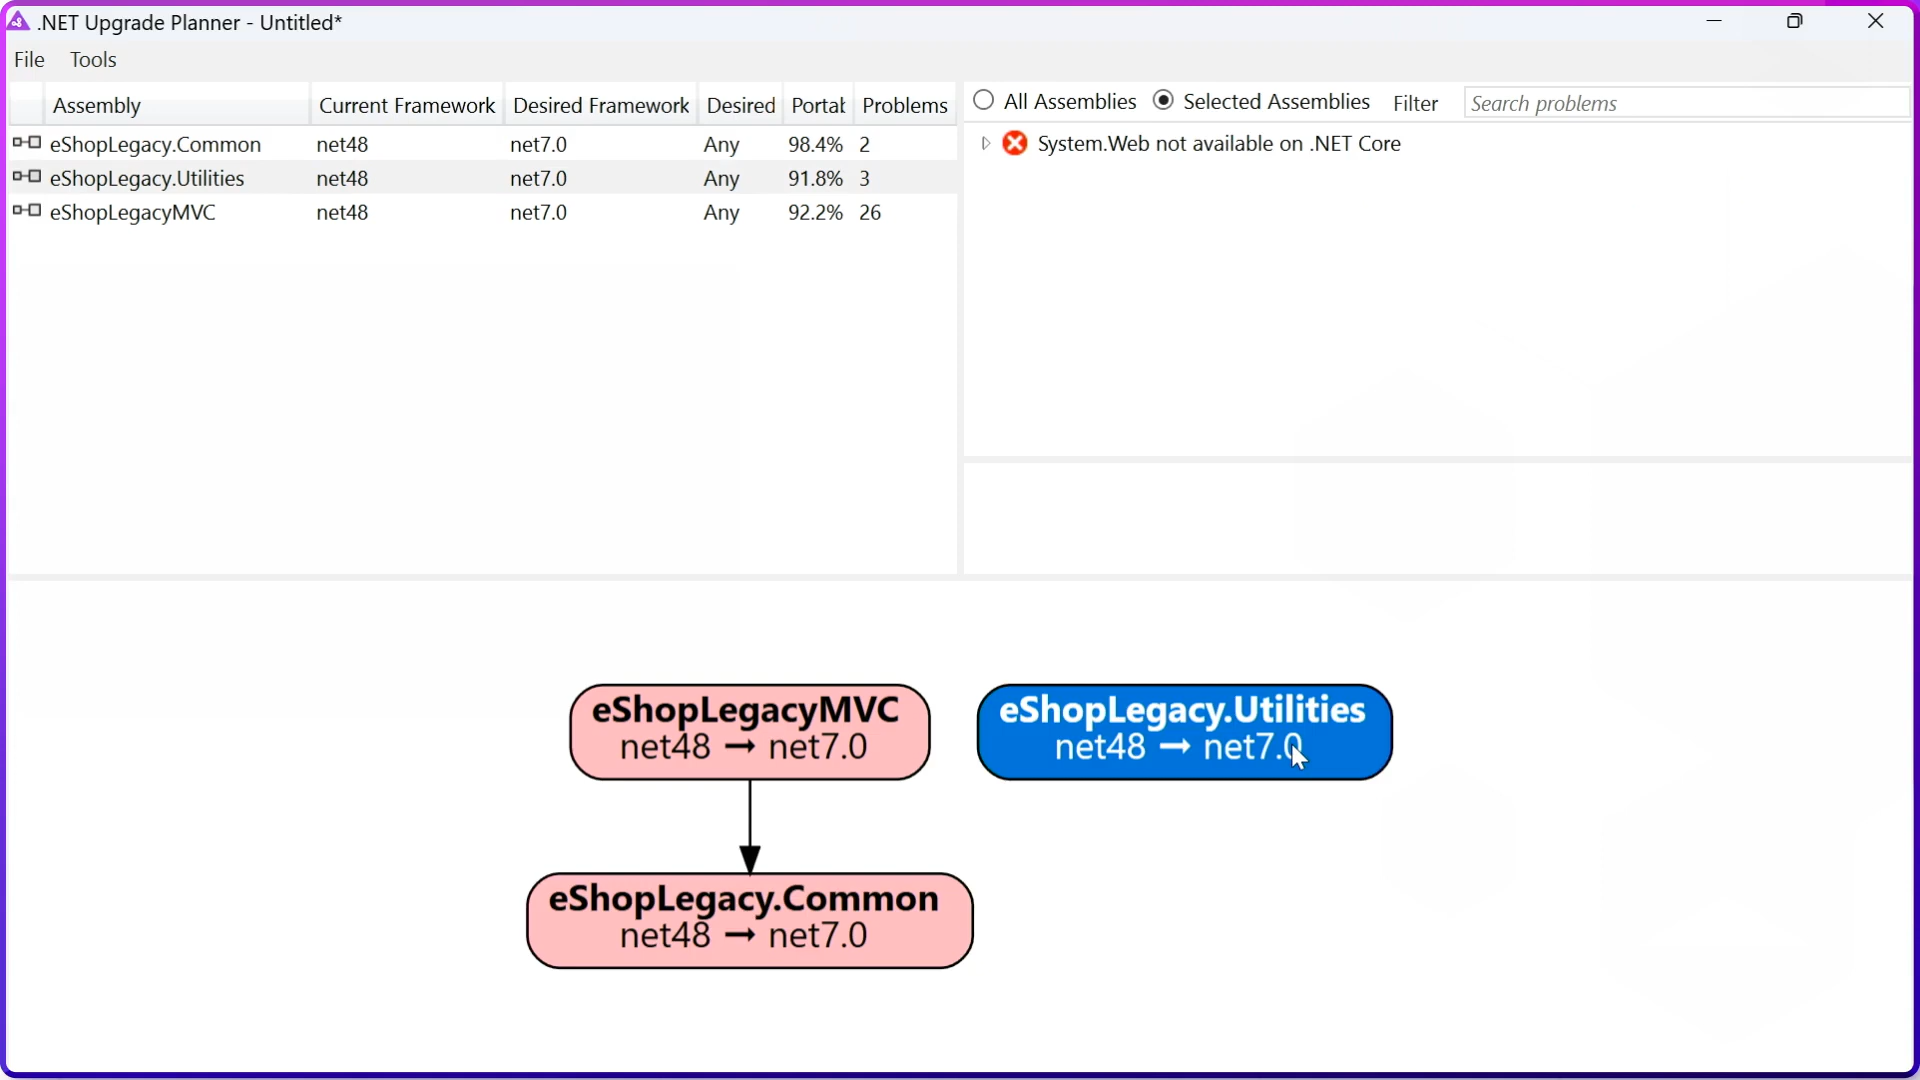 .NET Upgrade Planner - Untitled*
File Tools
Assembly Current Framework Desired Framework Desired Portal Problems
eShopLegacy.Common net48 net7.0 Any 98.4% 2
eShopLegacy.Utilities net48 net7.0 Any 91.8% 3
eShopLegacyMVC net48 net7.0 Any 92.2% 26
All Assemblies Selected Assemblies Filter Search problems
System.Web not available on .NET Core
eShopLegacyMVC
net48 → net7.0
eShopLegacy.Utilities
net48 → net7.0
eShopLegacy.Common
net48 → net7.0